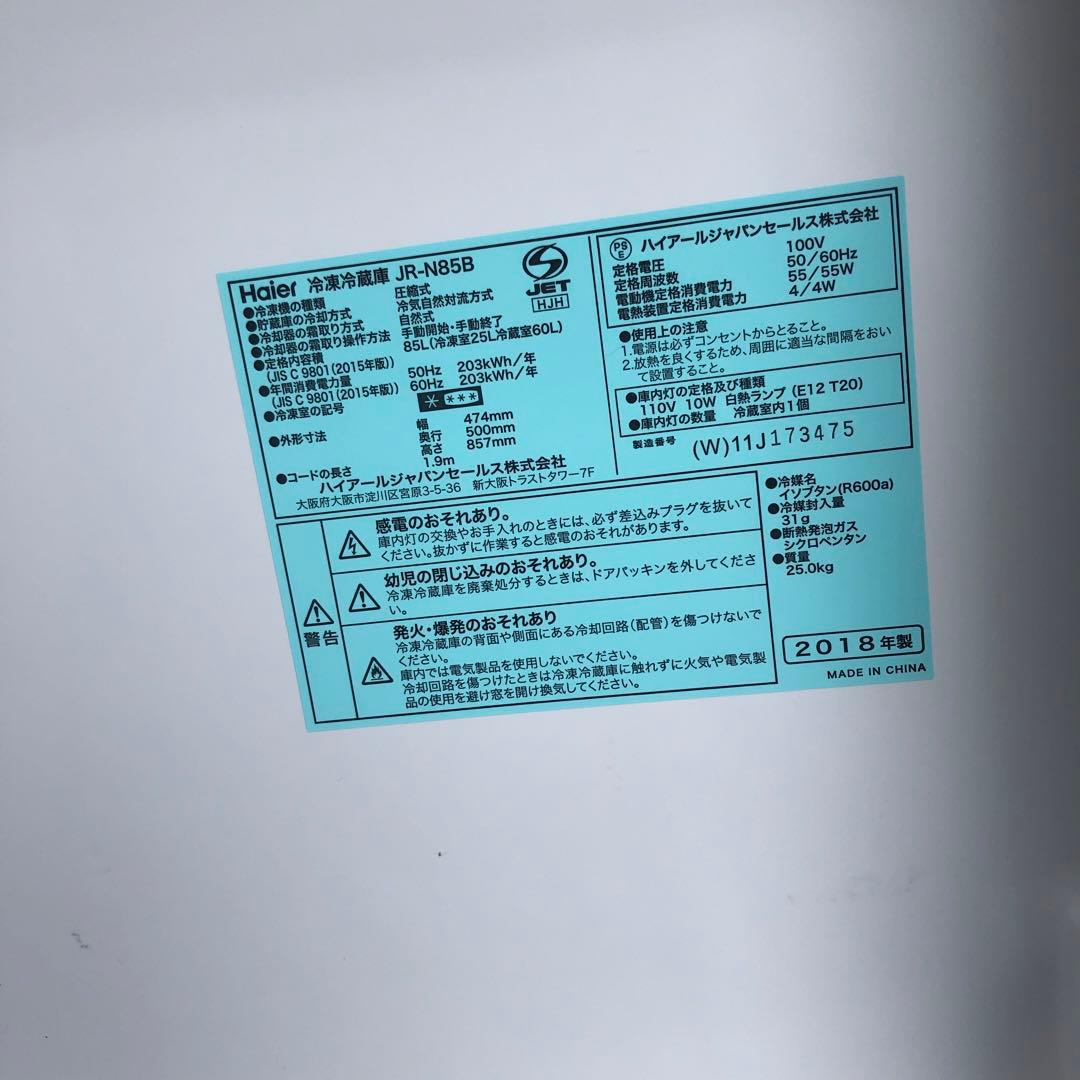 Haier 冷凍冷蔵庫 JR-N85B
JET
HJH
●冷凍機の種類 圧縮式
●貯蔵庫の冷却方式 冷気自然対流方式
●冷却器の霜取り方式 自然式
●冷却器の霜取り操作方法 手動開始・手動終了
●定格内容積 85L(冷凍室25L冷蔵室60L)
(JIS C 9801(2015年版))
●年間消費電力量 50Hz 203kWh/年
(JIS C 9801(2015年版)) 60Hz 203kWh/年
●冷凍室の記号 * ***
●外形寸法 幅 474mm
奥行 500mm
高さ 857mm
●コードの長さ 1.9m
ハイアールジャパンセールス株式会社
大阪府大阪市淀川区宮原3-5-36 新大阪トラストタワー7F
PSE ハイアールジャパンセールス株式会社
定格電圧 100V
定格周波数 50/60Hz
電動機定格消費電力 55/55W
電熱装置定格消費電力 4/4W
●使用上の注意
1.電源は必ずコンセントからとること。
2.放熱を良くするため、周囲に適当な間隔をおい
て設置すること。
●庫内灯の定格及び種類
110V 10W 白熱ランプ (E12 T20)
●庫内灯の数量 冷蔵室内1個
製造番号 (W)11J173475
警告
感電のおそれあり。
庫内灯の交換やお手入れのときには、必ず差込みプラグを抜いて
ください。抜かずに作業すると感電のおそれがあります。
幼児の閉じ込みのおそれあり。
冷凍冷蔵庫を廃棄処分するときは、ドアパッキンを外してくださ
い。
発火・爆発のおそれあり
冷凍冷蔵庫の背面や側面にある冷却回路(配管)を傷つけないで
ください。
庫内では電気製品を使用しないでください。
冷却回路を傷つけたときは冷凍冷蔵庫に触れずに火気や電気製
品の使用を避け窓を開け換気してください。
●冷媒名
イソブタン(R600a)
●冷媒封入量
31g
●断熱発泡ガス
シクロペンタン
●質量
25.0kg
2018年製
MADE IN CHINA